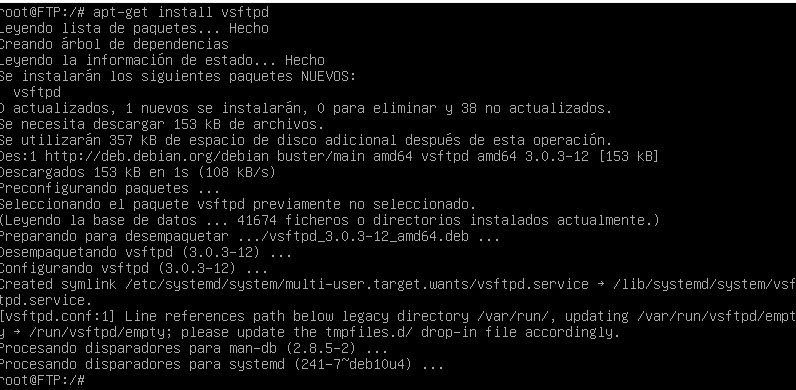 root@FTP:/# apt-get install vsftpd
Leyendo lista de paquetes... Hecho
Creando árbol de dependencias
Leyendo la información de estado... Hecho
Se instalarán los siguientes paquetes NUEVOS:
  vsftpd
0 actualizados, 1 nuevos se instalarán, 0 para eliminar y 38 no actualizados.
Se necesita descargar 153 kB de archivos.
Se utilizarán 357 kB de espacio de disco adicional después de esta operación.
Des:1 http://deb.debian.org/debian buster/main amd64 vsftpd amd64 3.0.3-12 [153 kB]
Descargados 153 kB en 1s (108 kB/s)
Preconfigurando paquetes ...
Seleccionando el paquete vsftpd previamente no seleccionado.
(Leyendo la base de datos ... 41674 ficheros o directorios instalados actualmente.)
Preparando para desempaquetar .../vsftpd_3.0.3-12_amd64.deb ...
Desempaquetando vsftpd (3.0.3-12) ...
Configurando vsftpd (3.0.3-12) ...
Created symlink /etc/systemd/system/multi-user.target.wants/vsftpd.service → /lib/systemd/system/vsf
tpd.service.
[vsftpd.conf:1] Line references path below legacy directory /var/run/, updating /var/run/vsftpd/empt
y → /run/vsftpd/empty; please update the tmpfiles.d/ drop-in file accordingly.
Procesando disparadores para man-db (2.8.5-2) ...
Procesando disparadores para systemd (241-7~deb10u4) ...
root@FTP:/#